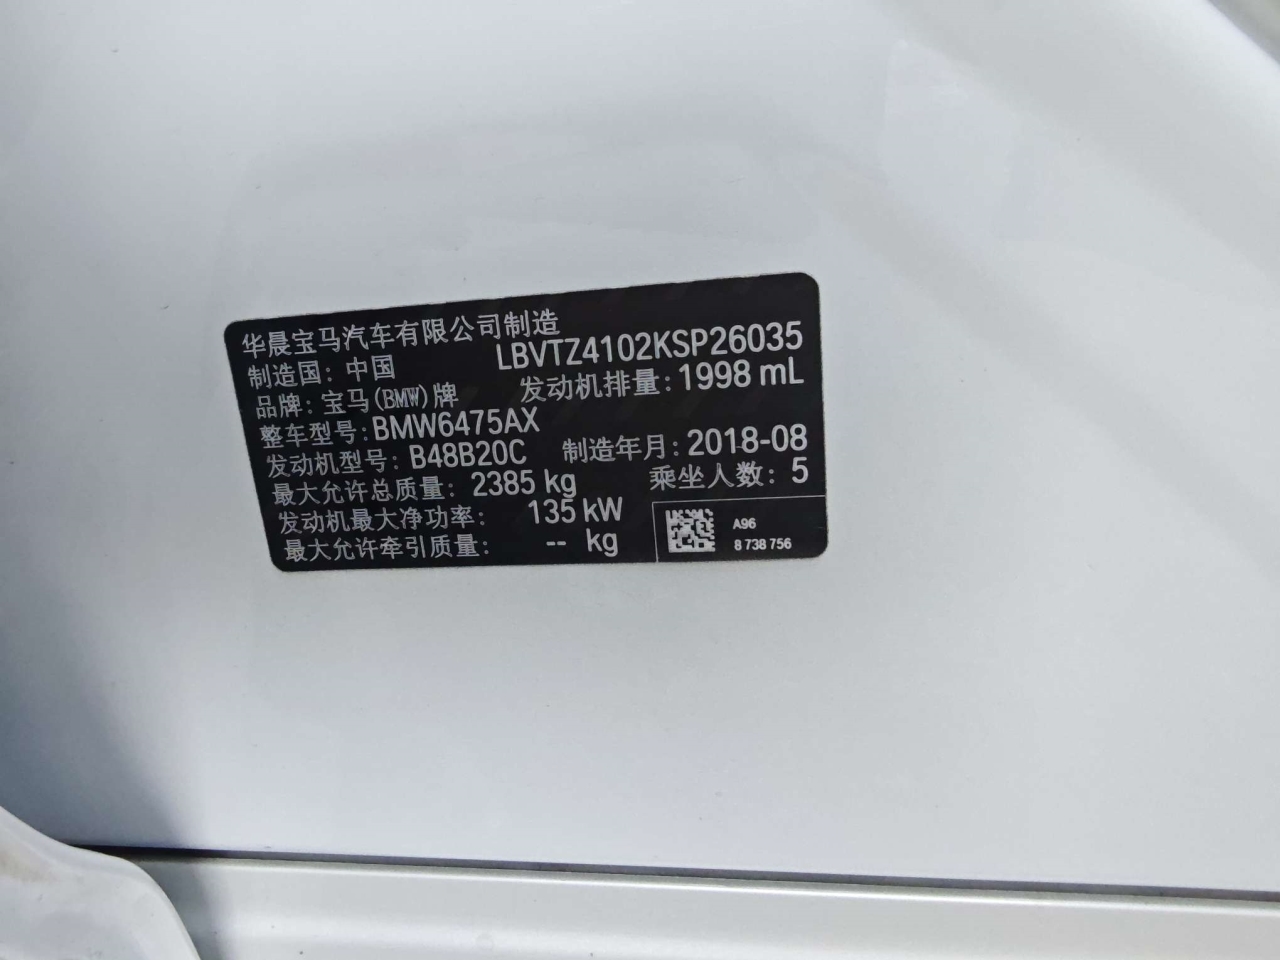 华晨宝马汽车有限公司制造
制造国：中国 LBVTZ4102KSP26035
品牌：宝马(BMW)牌 发动机排量：1998 mL
整车型号：BMW6475AX
发动机型号：B48B20C 制造年月：2018-08
最大允许总质量：2385 kg 乘坐人数：5
发动机最大净功率：135 kW
最大允许牵引质量：-- kg
A96
8 738 756